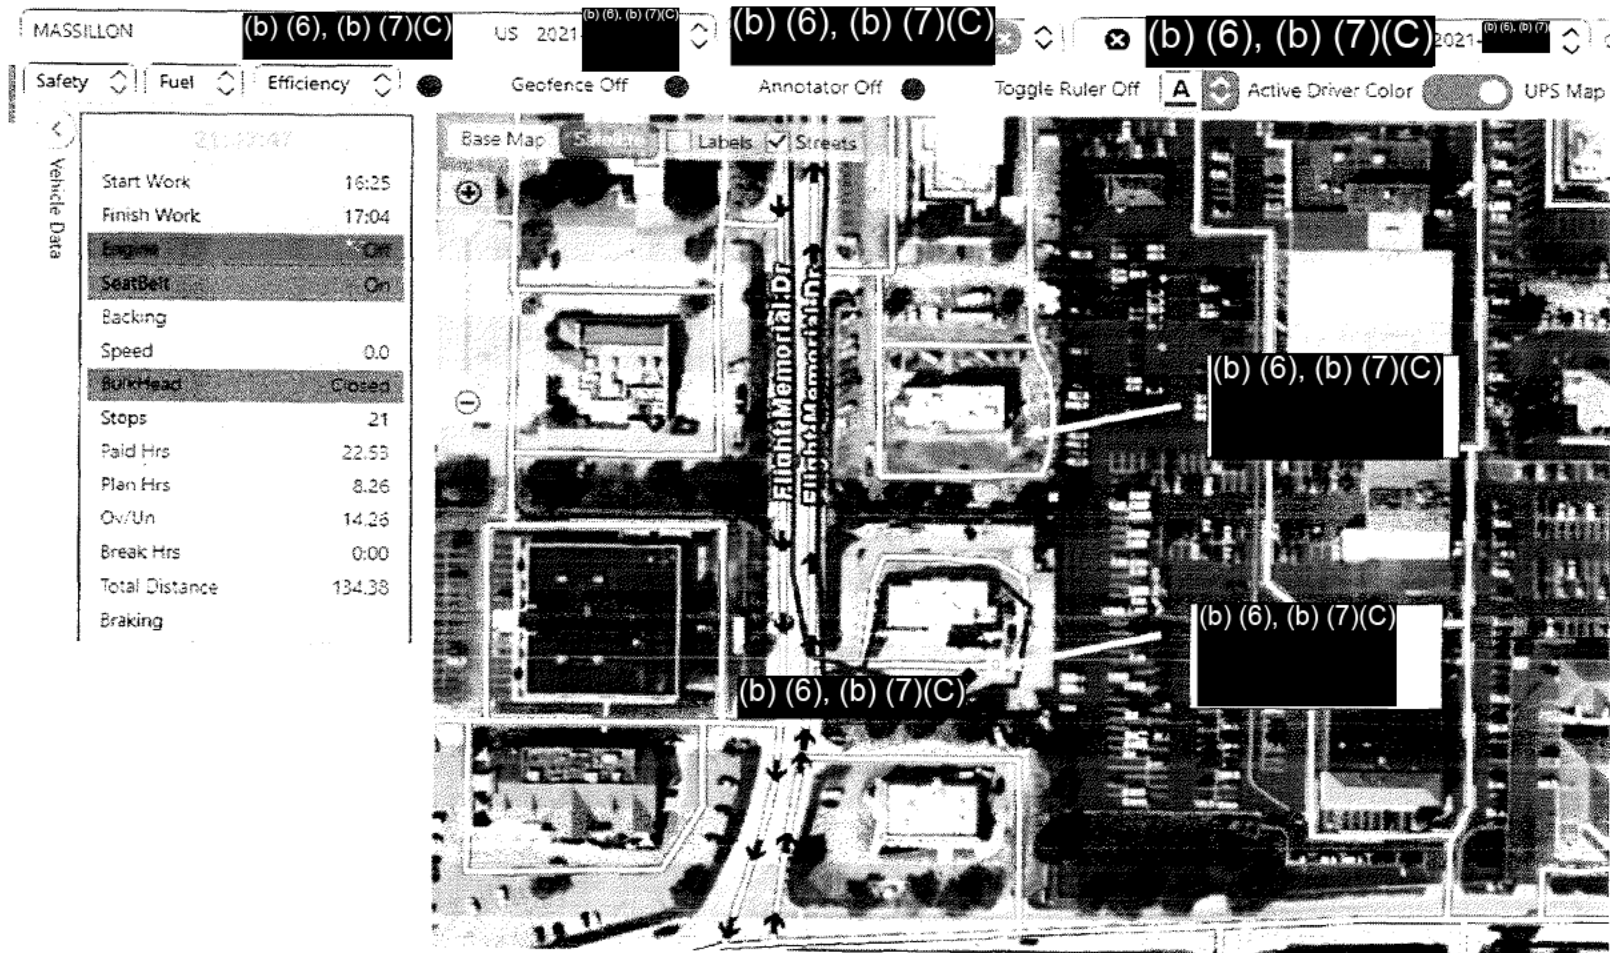 MASSILLON (b) (6), (b) (7)(C) US 2021- (b) (6), (b) (7)(C) (b) (6), (b) (7)(C) (b) (6), (b) (7)(C) 2021- (b) (6), (b) (7)
Safety Fuel Efficiency Geofence Off Annotator Off Toggle Ruler Off A Active Driver Color UPS Map
Vehicle Data
Start Work 16:25
Finish Work 17:04
Engine Off
SeatBelt On
Backing
Speed 0.0
BulkHead Closed
Stops 21
Paid Hrs 22.53
Plan Hrs 8.26
Ov/Un 14.26
Break Hrs 0:00
Total Distance 134.38
Braking
Base Map Satellite Labels Streets
Flight Memorial Dr
Flight Memorial Dr
(b) (6), (b) (7)(C)
(b) (6), (b) (7)(C)
(b) (6), (b) (7)(C)